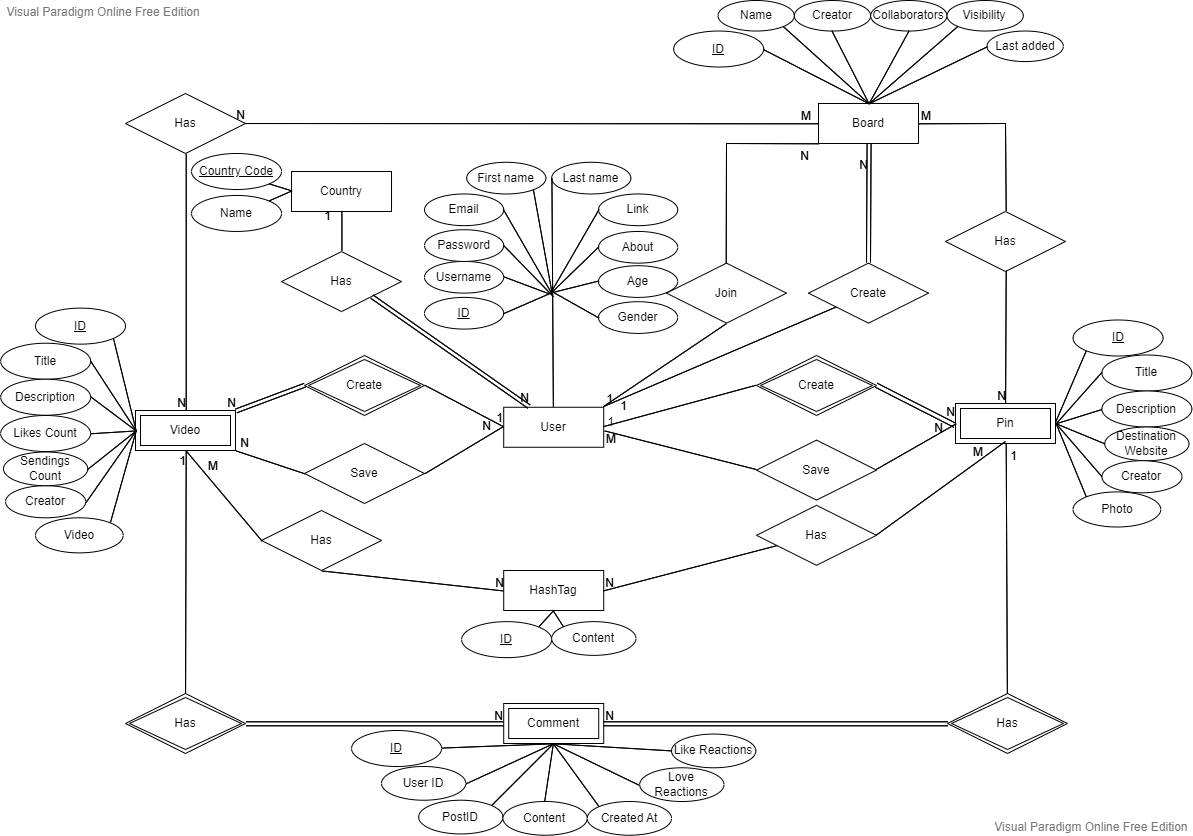 Visual Paradigm Online Free Edition
Name
Creator
Collaborators
Visibility
ID
Last added
Has
N
M
Board
M
N
N
Country Code
Country
Name
1
First name
Last name
Email
Link
Password
About
Username
Age
ID
Gender
Has
Join
Create
Has
ID
Title
Description
Likes Count
Sendings
Count
Creator
Video
N
N
Video
N
1
M
Create
Save
N
1
N
User
1
1
1
M
Create
Save
N
N
N
M
Pin
1
ID
Title
Description
Destination
Website
Creator
Photo
Has
Has
N
HashTag
N
ID
Content
Has
N
Comment
N
Has
ID
User ID
PostID
Content
Created At
Love
Reactions
Like Reactions
Visual Paradigm Online Free Edition